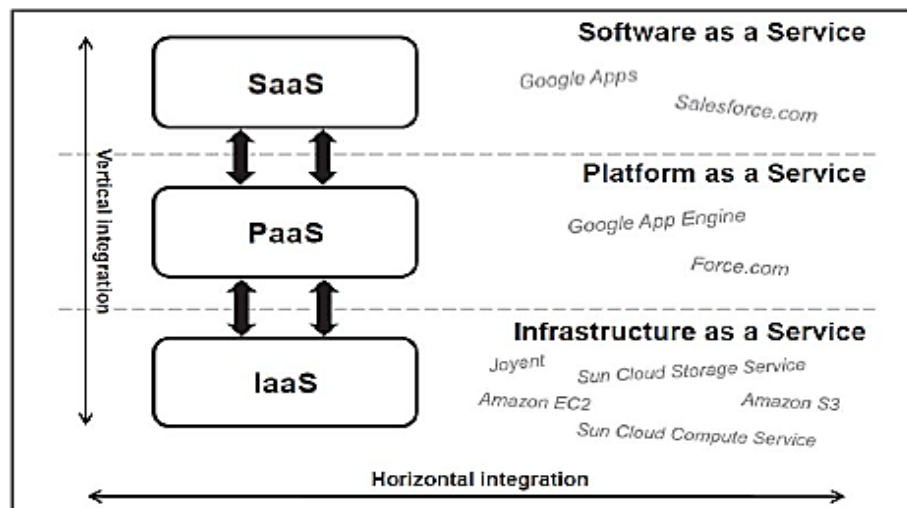 Software as a Service
SaaS
Google Apps
Salesforce.com
Vertical integration
Platform as a Service
PaaS
Google App Engine
Force.com
Infrastructure as a Service
IaaS
Joyent
Sun Cloud Storage Service
Amazon EC2
Amazon S3
Sun Cloud Compute Service
Horizontal integration